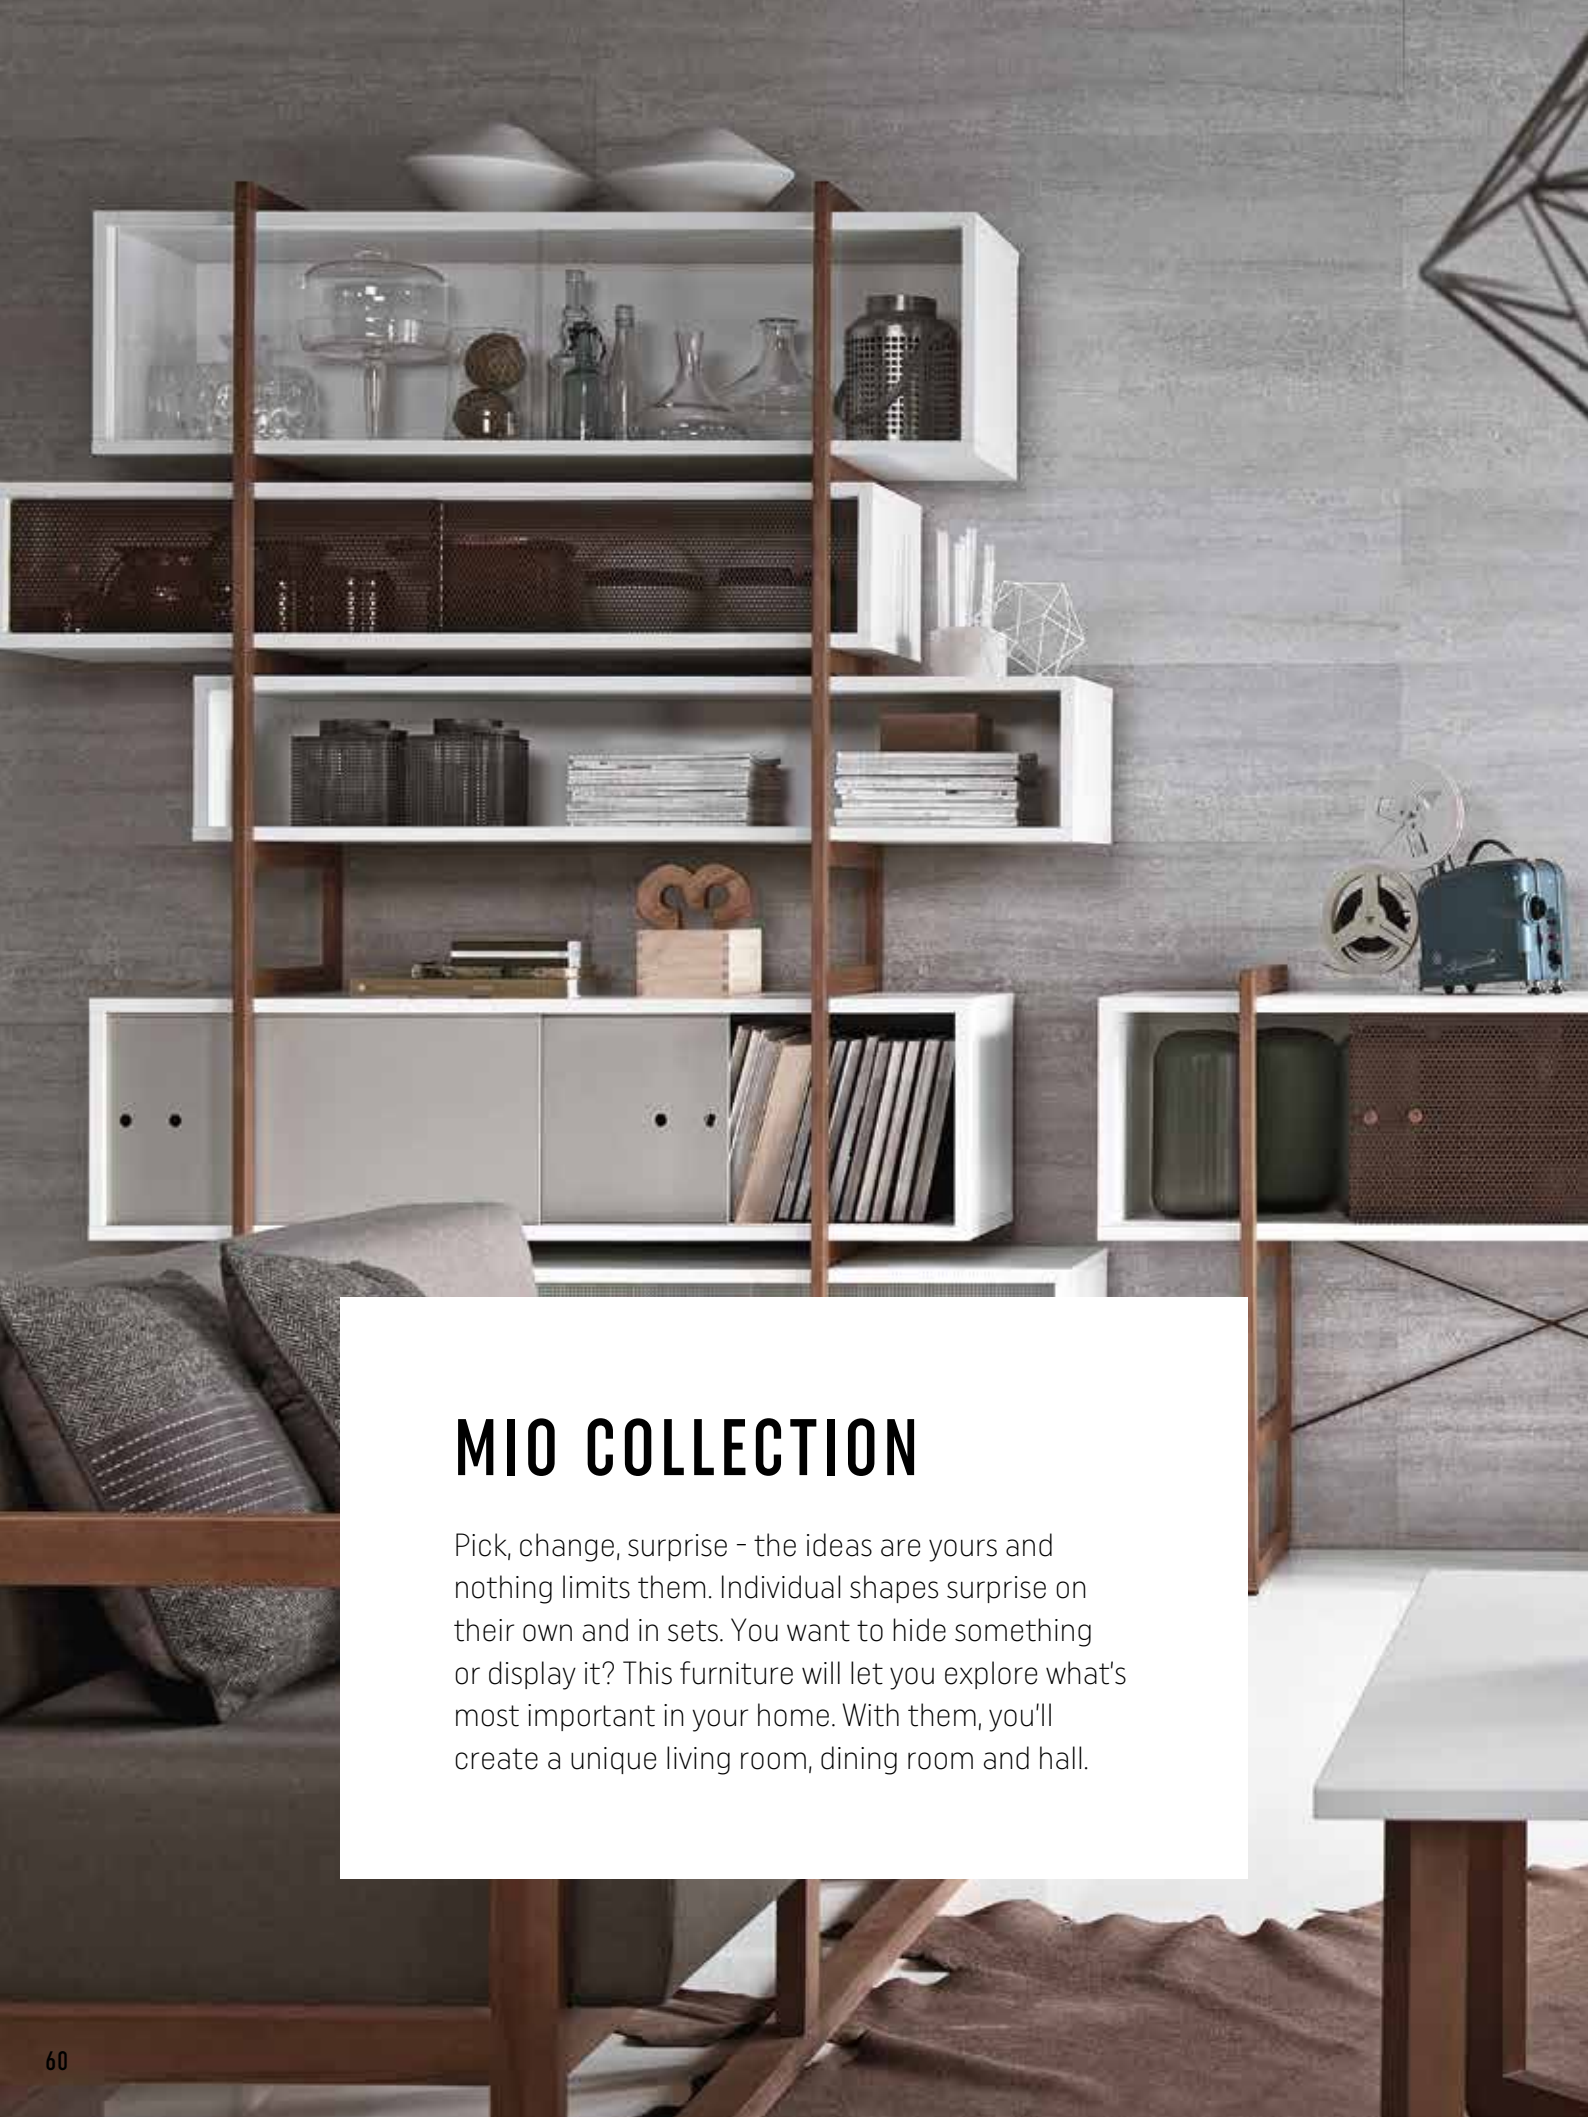 MIO COLLECTION
Pick, change, surprise - the ideas are yours and
nothing limits them. Individual shapes surprise on
their own and in sets. You want to hide something
or display it? This furniture will let you explore what's
most important in your home. With them, you'll
create a unique living room, dining room and hall.
60